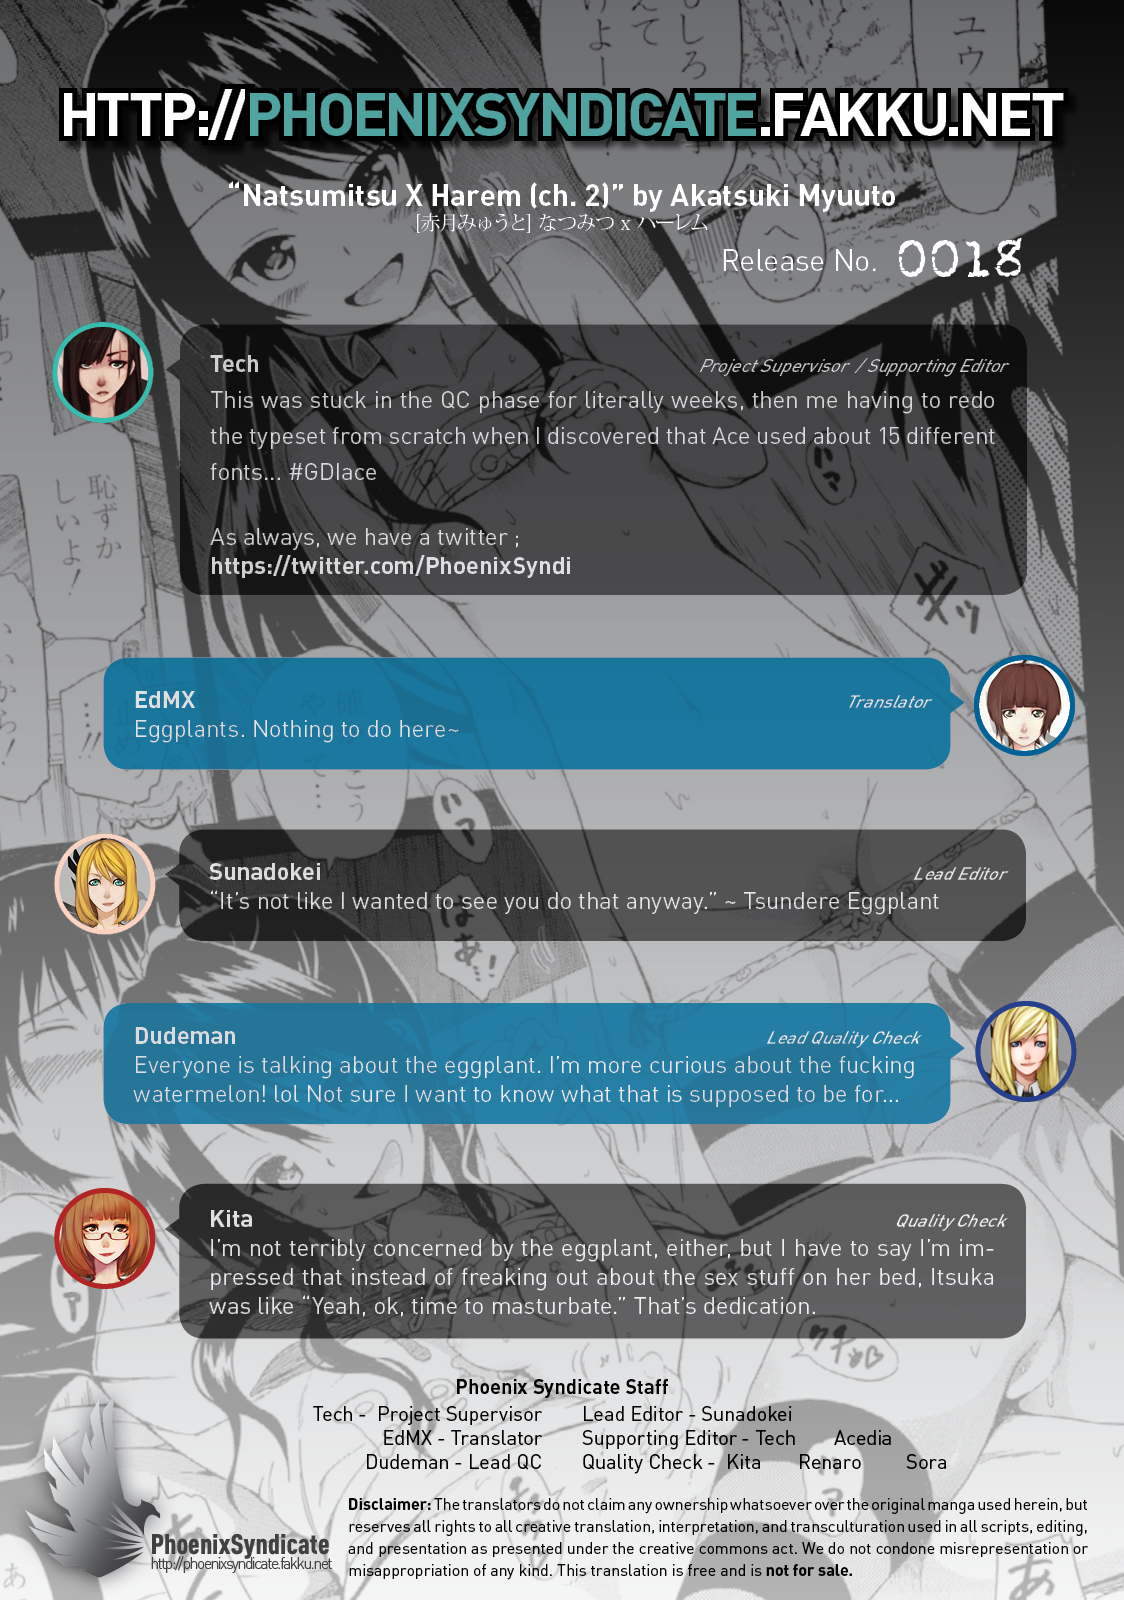 HTTP://PHOENIXSYNDICATE.FAKKU.NET
“Natsumitsu X Harem (ch. 2)” by Akatsuki Myuuto
[赤月みゅうと] なつみつ x ハーレム
Release No. 0018
Tech
Project Supervisor / Supporting Editor
This was stuck in the QC phase for literally weeks, then me having to redo
the typeset from scratch when I discovered that Ace used about 15 different
fonts... #GDIace
As always, we have a twitter ;
https://twitter.com/PhoenixSyndi
恥ずか
しいよ!
EdMX
Translator
Eggplants. Nothing to do here~
Sunadokei
Lead Editor
“It's not like I wanted to see you do that anyway.” ~ Tsundere Eggplant
はぁ!
Dudeman
Lead Quality Check
Everyone is talking about the eggplant. I'm more curious about the fucking
watermelon! lol Not sure I want to know what that is supposed to be for...
Kita
Quality Check
I'm not terribly concerned by the eggplant, either, but I have to say I'm im-
pressed that instead of freaking out about the sex stuff on her bed, Itsuka
was like “Yeah, ok, time to masturbate.” That's dedication.
Phoenix Syndicate Staff
Tech - Project Supervisor Lead Editor - Sunadokei
EdMX - Translator Supporting Editor - Tech Acedia
Dudeman - Lead QC Quality Check - Kita Renaro Sora
Disclaimer: The translators do not claim any ownership whatsoever over the original manga used herein, but
reserves all rights to all creative translation, interpretation, and transculturation used in all scripts, editing,
and presentation as presented under the creative commons act. We do not condone misrepresentation or
misappropriation of any kind. This translation is free and is not for sale.
PhoenixSyndicate
http://phoenixsyndicate.fakku.net